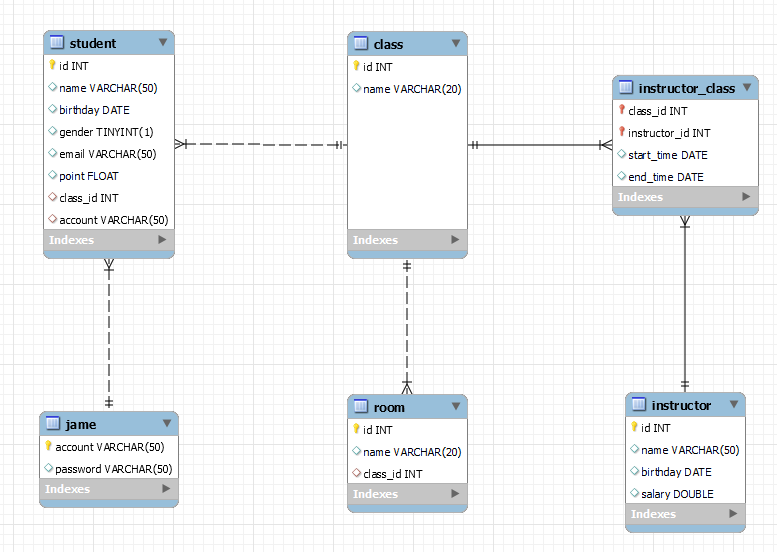 student
id INT
name VARCHAR(50)
birthday DATE
gender TINYINT(1)
email VARCHAR(50)
point FLOAT
class_id INT
account VARCHAR(50)
Indexes
class
id INT
name VARCHAR(20)
Indexes
instructor_class
class_id INT
instructor_id INT
start_time DATE
end_time DATE
Indexes
jame
account VARCHAR(50)
password VARCHAR(50)
Indexes
room
id INT
name VARCHAR(20)
class_id INT
Indexes
instructor
id INT
name VARCHAR(50)
birthday DATE
salary DOUBLE
Indexes